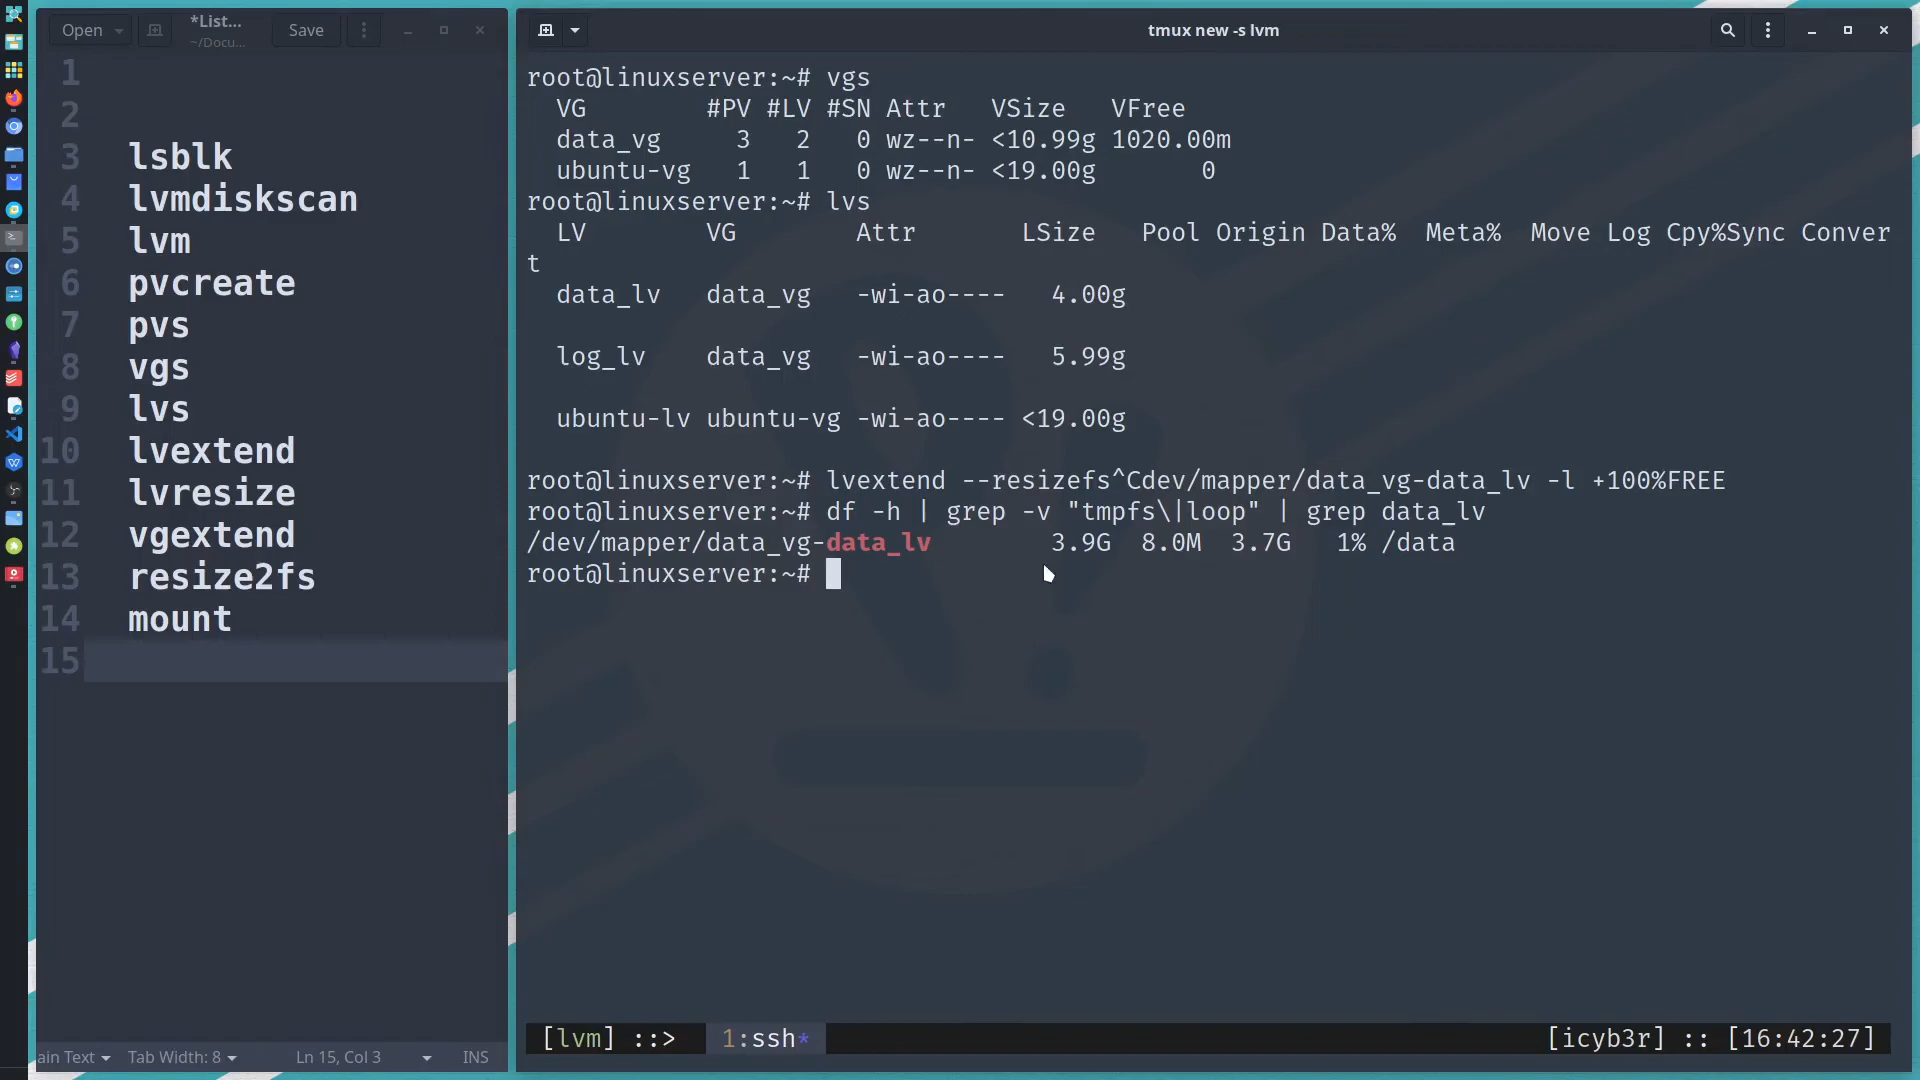 Open
*List...
~/Docu...
Save
1
2
3 lsblk
4 lvmdiskscan
5 lvm
6 pvcreate
7 pvs
8 vgs
9 lvs
10 lvextend
11 lvresize
12 vgextend
13 resize2fs
14 mount
15
ain Text Tab Width: 8 Ln 15, Col 3 INS
tmux new -s lvm
root@linuxserver:~# vgs
VG #PV #LV #SN Attr VSize VFree
data_vg 3 2 0 wz--n- <10.99g 1020.00m
ubuntu-vg 1 1 0 wz--n- <19.00g 0
root@linuxserver:~# lvs
LV VG Attr LSize Pool Origin Data% Meta% Move Log Cpy%Sync Conver
t
data_lv data_vg -wi-ao---- 4.00g
log_lv data_vg -wi-ao---- 5.99g
ubuntu-lv ubuntu-vg -wi-ao---- <19.00g
root@linuxserver:~# lvextend --resizefs^Cdev/mapper/data_vg-data_lv -l +100%FREE
root@linuxserver:~# df -h | grep -v "tmpfs\|loop" | grep data_lv
/dev/mapper/data_vg-data_lv 3.9G 8.0M 3.7G 1% /data
root@linuxserver:~#
[lvm] ::> 1:ssh* [icyb3r] :: [16:42:27]